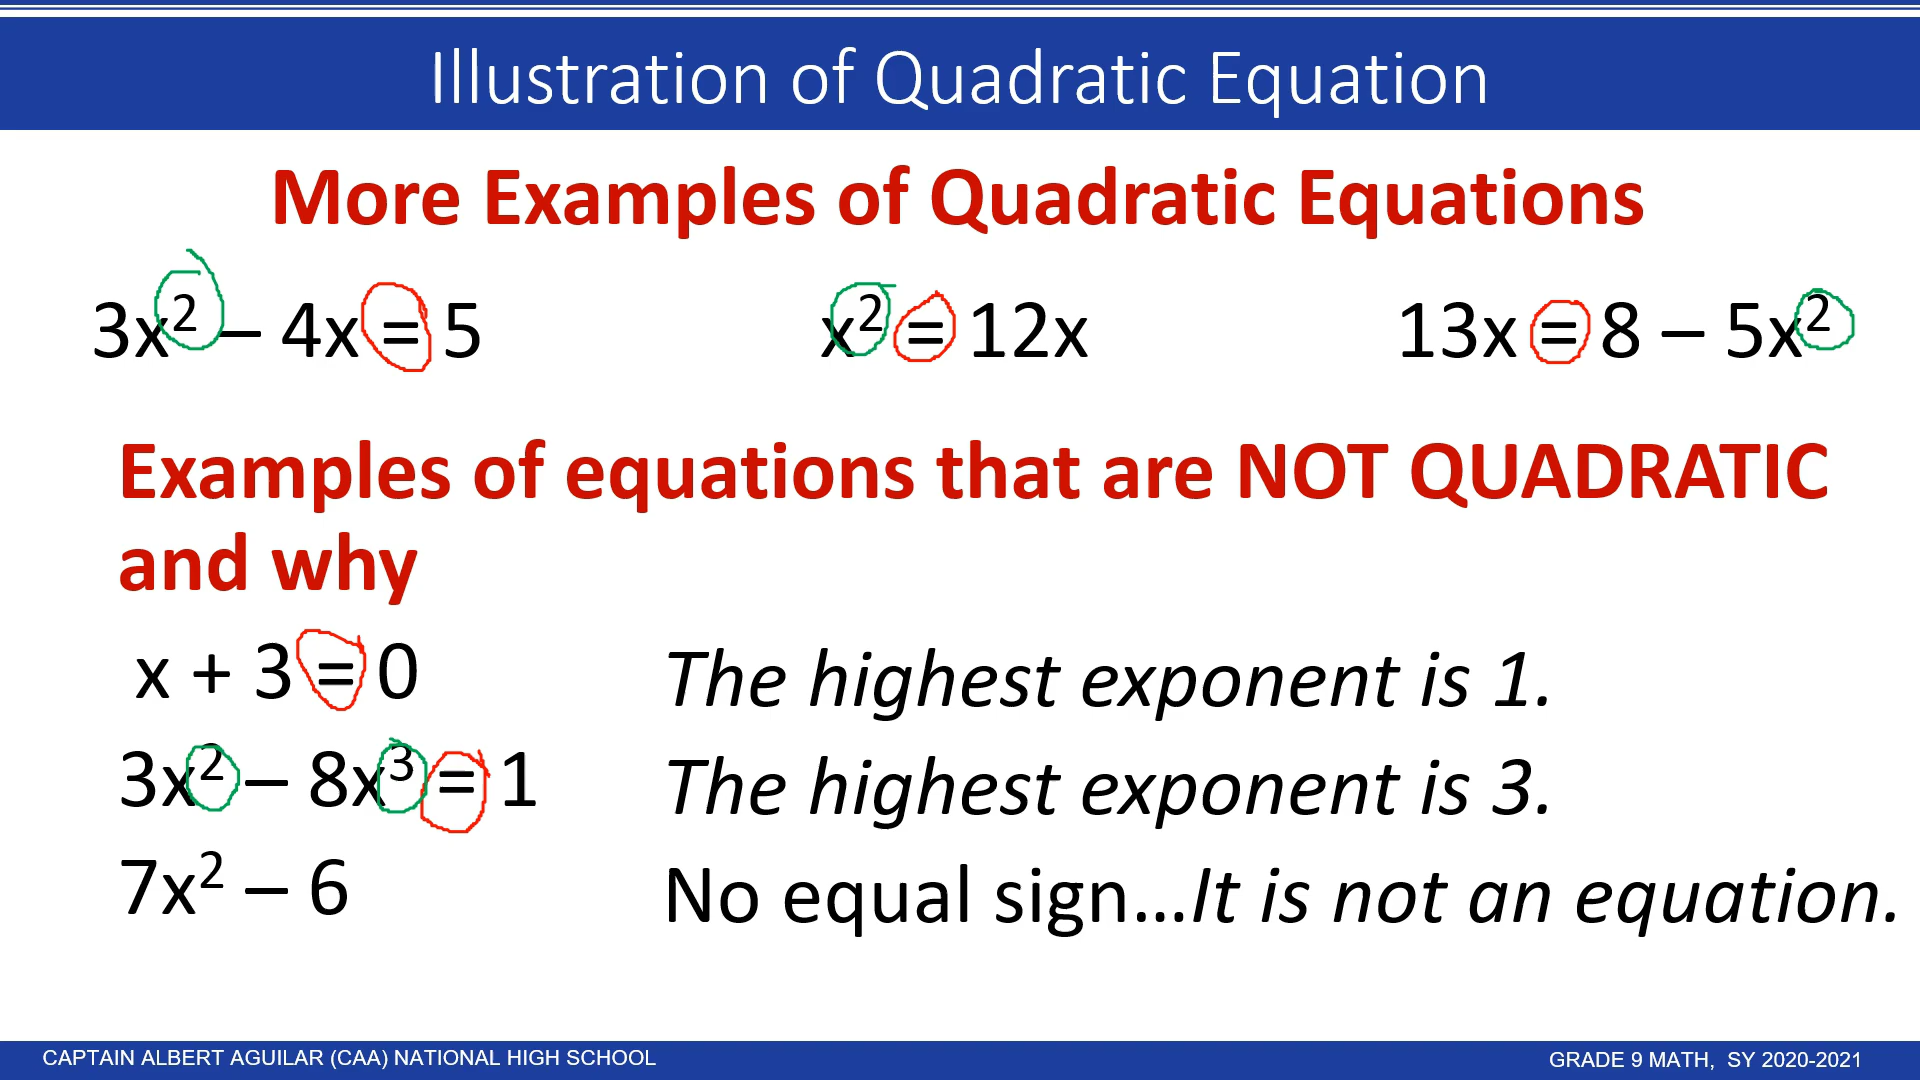 Illustration of Quadratic Equation
More Examples of Quadratic Equations
3x² – 4x = 5 x² = 12x 13x = 8 – 5x²
Examples of equations that are NOT QUADRATIC
and why
x + 3 = 0 The highest exponent is 1.
3x² – 8x³ = 1 The highest exponent is 3.
7x² – 6 No equal sign...It is not an equation.
CAPTAIN ALBERT AGUILAR (CAA) NATIONAL HIGH SCHOOL GRADE 9 MATH, SY 2020-2021